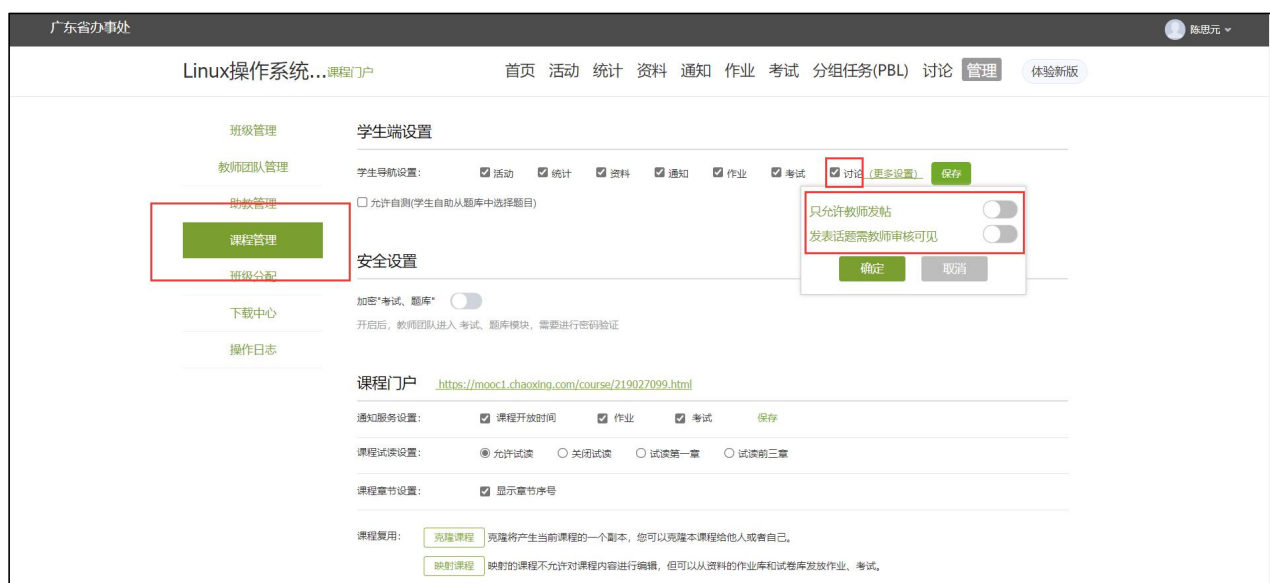 广东省办事处
陈思元
Linux操作系统...课程门户 首页 活动 统计 资料 通知 作业 考试 分组任务(PBL) 讨论 管理 体验新版
班级管理
教师团队管理
助教管理
课程管理
班级分配
下载中心
操作日志
学生端设置
学生导航设置: 活动 统计 资料 通知 作业 考试 讨论 (更多设置) 保存
允许自测(学生自助从题库中选择题目)
只允许教师发帖
发表话题需教师审核可见
确定 取消
安全设置
加密"考试、题库"
开启后，教师团队进入 考试、题库模块，需要进行密码验证
课程门户 https://mooc1.chaoxing.com/course/219027099.html
通知服务设置: 课程开放时间 作业 考试 保存
课程试读设置: 允许试读 关闭试读 试读第一章 试读前三章
课程章节设置: 显示章节序号
课程复用: 克隆课程 克隆将产生当前课程的一个副本，您可以克隆本课程给他人或者自己。
映射课程 映射的课程不允许对课程内容进行编辑，但可以从资料的作业库和试卷库发放作业、考试。